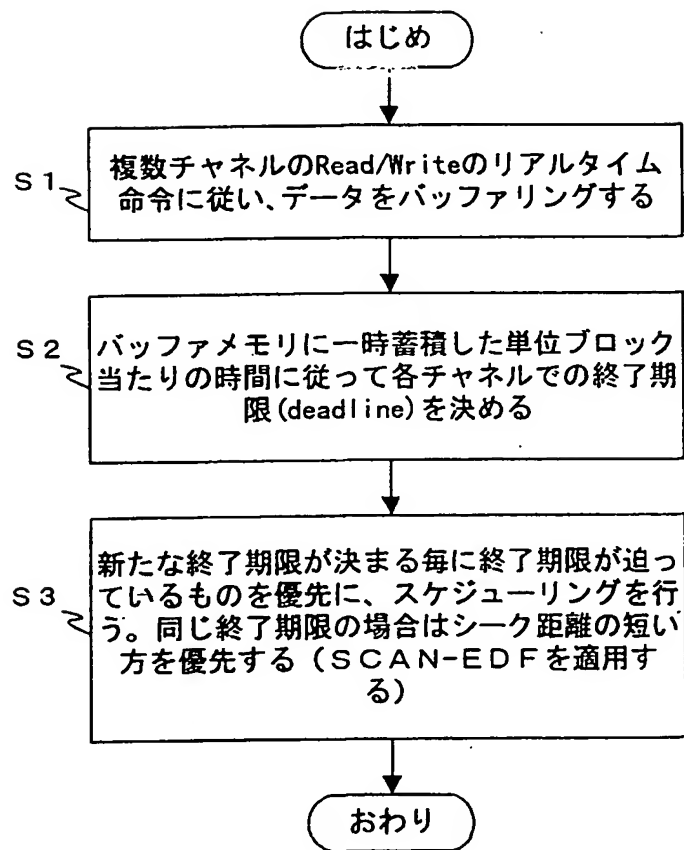 はじめ
S1
複数チャネルのRead/Writeのリアルタイム
命令に従い、データをバッファリングする
S2
バッファメモリに一時蓄積した単位ブロック
当たりの時間に従って各チャネルでの終了期
限(deadline)を決める
S3
新たな終了期限が決まる毎に終了期限が迫っ
ているものを優先に、スケジューリングを行
う。同じ終了期限の場合はシーク距離の短い
方を優先する(SCAN-EDFを適用す
る)
おわり